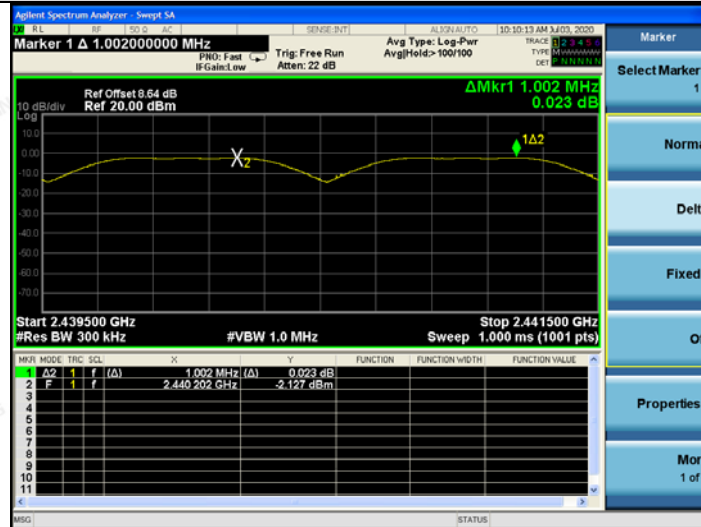 Agilent Spectrum Analyzer - Swept SA
RL RF 50 Ω AC SENSE:INT ALIGNAUTO 10:10:13 AM Jul 03, 2020
Marker 1 Δ 1.002000000 MHz
PNO: Fast
IFGain:Low
Trig: Free Run
Atten: 22 dB
Avg Type: Log-Pwr
Avg|Hold:>100/100
TRACE 1 2 3 4 5 6
TYPE M
DET P N N N N N
ΔMkr1 1.002 MHz
0.023 dB
Ref Offset 8.64 dB
10 dB/div Ref 20.00 dBm
Log
10.0
0.00
-10.0
-20.0
-30.0
-40.0
-50.0
-60.0
-70.0
X2
1Δ2
Start 2.439500 GHz Stop 2.441500 GHz
#Res BW 300 kHz #VBW 1.0 MHz Sweep 1.000 ms (1001 pts)
MKR MODE TRC SCL X Y FUNCTION FUNCTION WIDTH FUNCTION VALUE
1 Δ2 1 f (Δ) 1.002 MHz (Δ) 0.023 dB
2 F 1 f 2.440 202 GHz -2.127 dBm
3
4
5
6
7
8
9
10
11
MSG STATUS
Marker
Select Marker
1
Norma
Delt
Fixed
Of
Properties
Mor
1 of